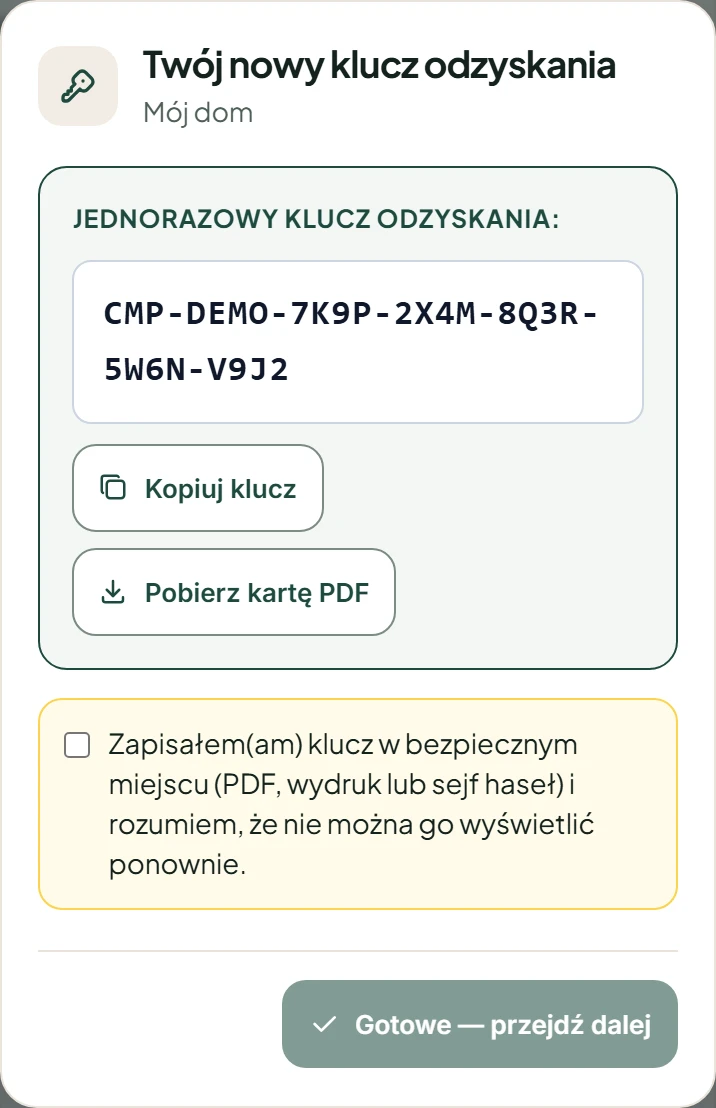 Twój nowy klucz odzyskania
Mój dom
JEDNORAZOWY KLUCZ ODZYSKANIA:
CMP-DEMO-7K9P-2X4M-8Q3R-
5W6N-V9J2
Kopiuj klucz
Pobierz kartę PDF
Zapisałem(am) klucz w bezpiecznym
miejscu (PDF, wydruk lub sejf haseł) i
rozumiem, że nie można go wyświetlić
ponownie.
Gotowe — przejdź dalej